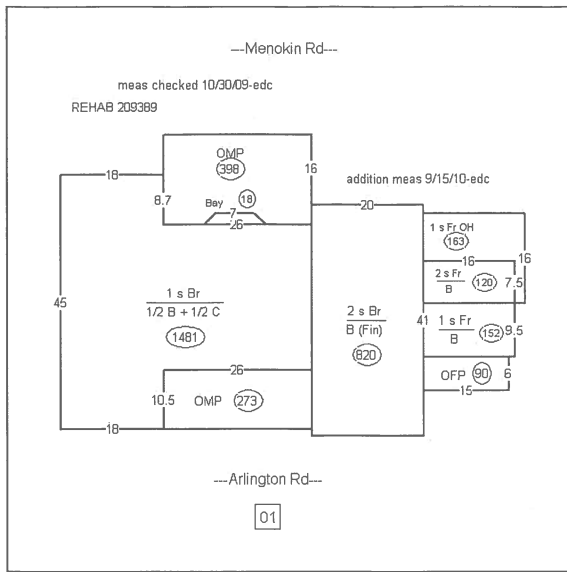 ---Menokin Rd---
meas checked 10/30/09-edc
REHAB 209389
OMP
398
16
18
8.7
Bay 18
7
26
addition meas 9/15/10-edc
20
1 s Fr OH
163
16
16
2 s Fr
B
120
7.5
45
1 s Br
1/2 B + 1/2 C
1481
2 s Br
B (Fin)
820
41
1 s Fr
B
152
9.5
26
10.5
OMP 273
18
OFP 90
6
15
---Arlington Rd---
01